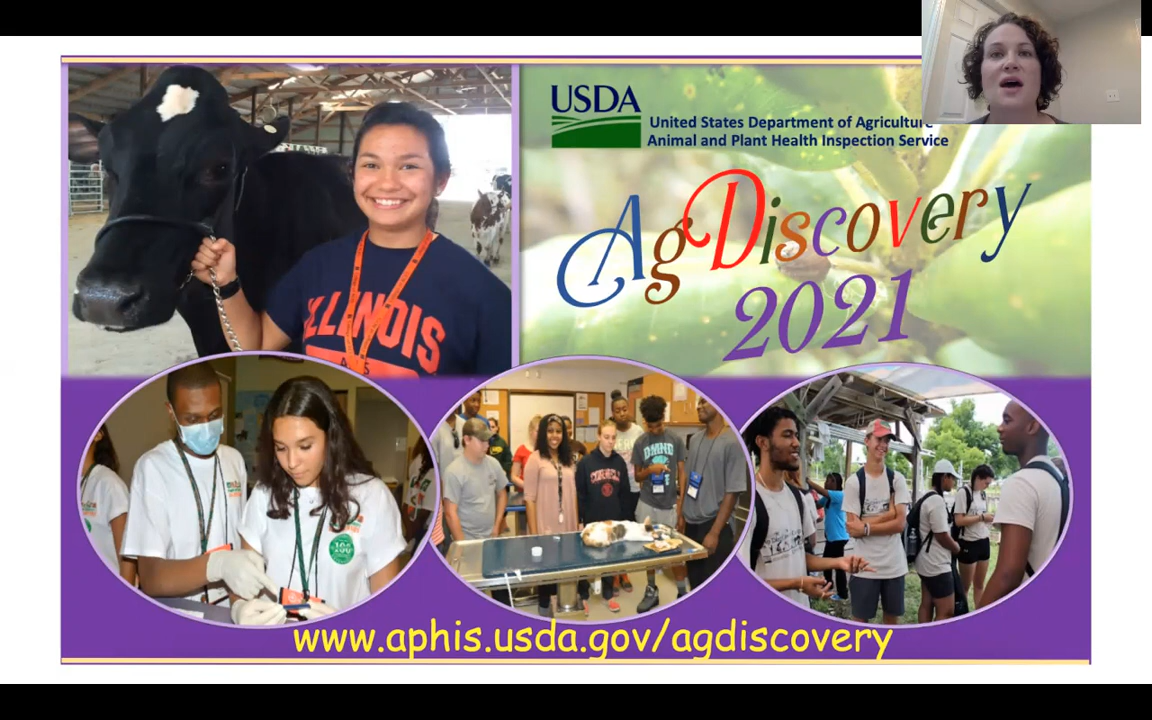 USDA
United States Department of Agriculture
Animal and Plant Health Inspection Service
AgDiscovery
2021
ILLINOIS
www.aphis.usda.gov/agdiscovery